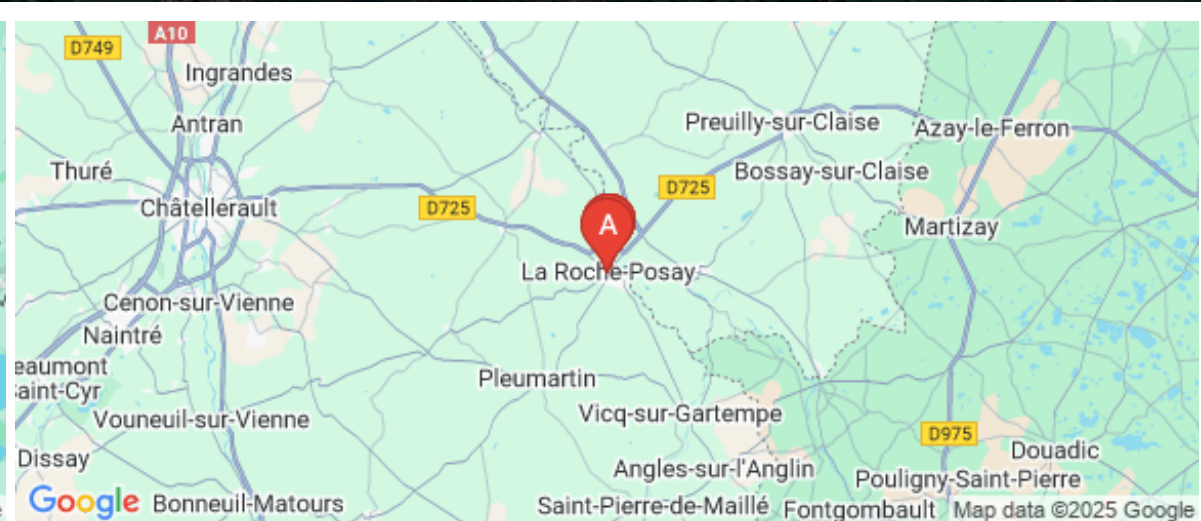 A10
D749
Ingrandes
Antran
Preuilly-sur-Claise
Azay-le-Ferron
Thuré
Bossay-sur-Claise
D725
Châtellerault
D725
A
Martizay
La Roche-Posay
Cenon-sur-Vienne
Naintré
eaumont
Saint-Cyr
Pleumartin
Vouneuil-sur-Vienne
Vicq-sur-Gartempe
D975
Dissay
Douadic
Angles-sur-l'Anglin
Pouligny-Saint-Pierre
Google
Bonneuil-Matours
Saint-Pierre-de-Maillé
Fontgombault
Map data ©2025 Google